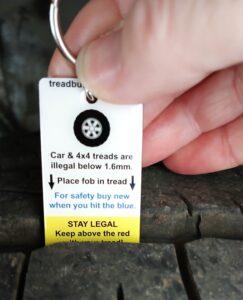 treadbu
Car & 4x4 treads are
illegal below 1.6mm.
Place fob in tread
For safety buy new
when you hit the blue.
STAY LEGAL
Keep above the red